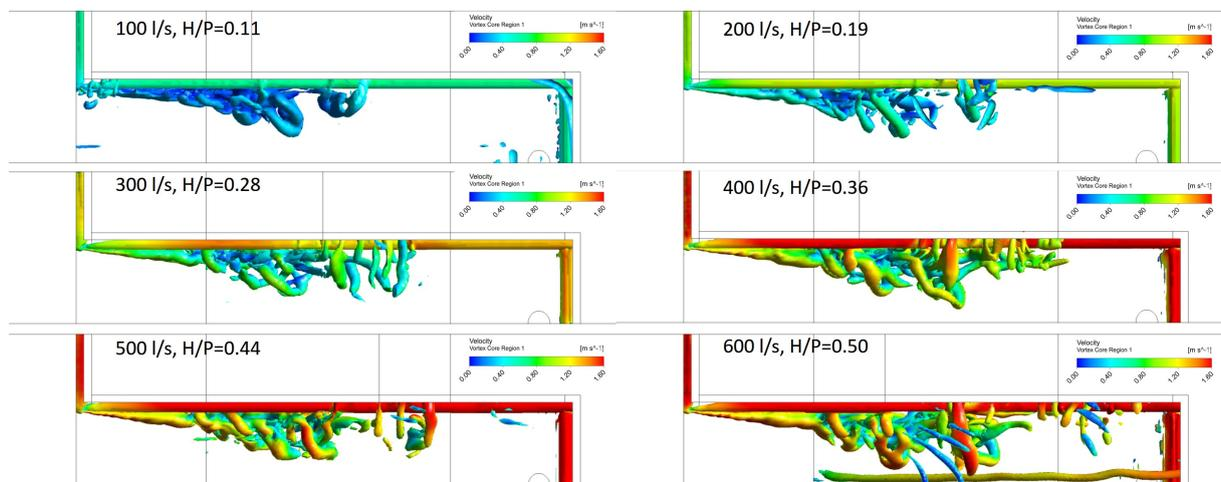 100 l/s, H/P=0.11
Velocity
Vortex Core Region 1
[m s^-1]
0.00 0.40 0.80 1.20 1.60
200 l/s, H/P=0.19
Velocity
Vortex Core Region 1
[m s^-1]
0.00 0.40 0.80 1.20 1.60
300 l/s, H/P=0.28
Velocity
Vortex Core Region 1
[m s^-1]
0.00 0.40 0.80 1.20 1.60
400 l/s, H/P=0.36
Velocity
Vortex Core Region 1
[m s^-1]
0.00 0.40 0.80 1.20 1.60
500 l/s, H/P=0.44
Velocity
Vortex Core Region 1
[m s^-1]
0.00 0.40 0.80 1.20 1.60
600 l/s, H/P=0.50
Velocity
Vortex Core Region 1
[m s^-1]
0.00 0.40 0.80 1.20 1.60